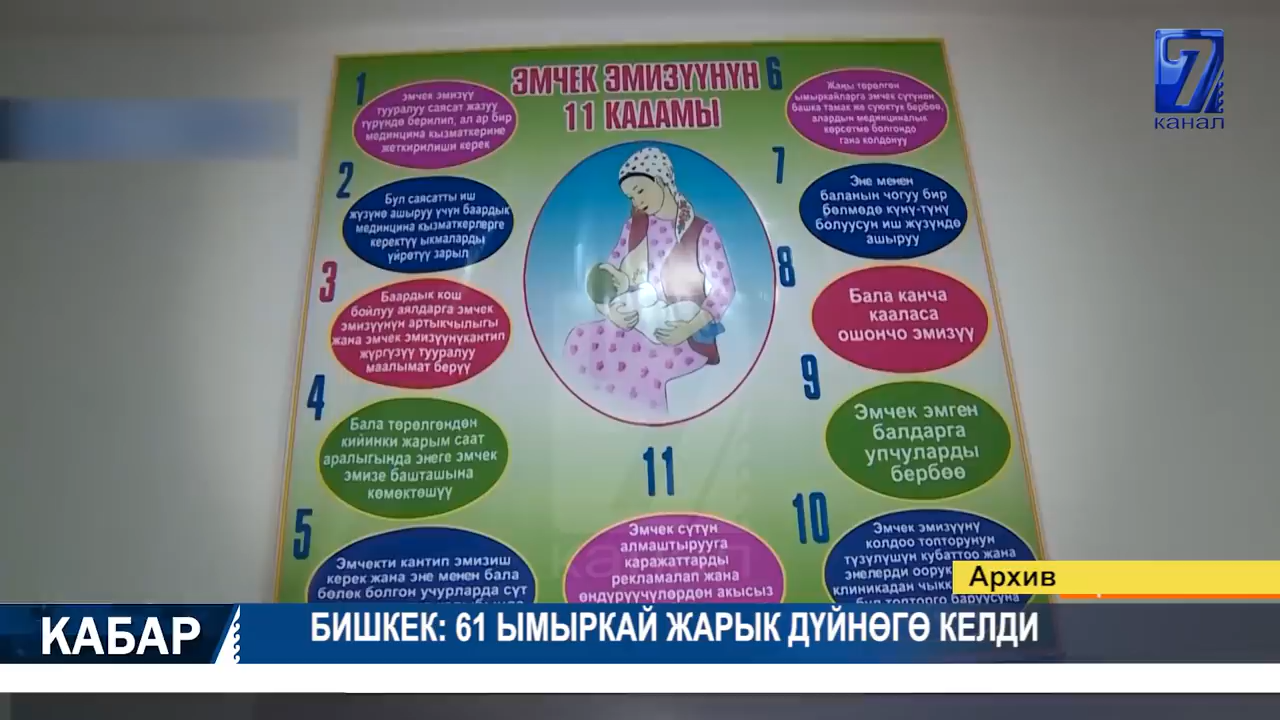 7
канал
ЭМЧЕК ЭМИЗҮҮНҮН
11 КАДАМЫ
1
эмчек эмизүү
тууралуу саясат жазуу
түрүндө берилип, ал ар бир
медицина кызматкерине
жеткирилиши керек
2
Бул саясатты иш
жүзүнө ашыруу үчүн баардык
медицина кызматкерлерге
керектүү ыкмаларды
үйрөтүү зарыл
3
Баардык кош
бойлуу аялдарга эмчек
эмизүүнүн артыкчылыгы
жана эмчек эмизүүнүкантип
жүргүзүү тууралуу
маалымат берүү
4
Бала төрөлгөндөн
кийинки жарым саат
аралыгында энеге эмчек
эмизе башташына
көмөктөшүү
5
Эмчекти кантип эмизиш
керек жана эне менен бала
бөлөк болгон учурларда сүт
6
Жаңы төрөлгөн
ымыркайларга эмчек сүтүнөн
башка тамак же суюктук бербөө,
алардын медициналык
көрсөтмө болгондо
гана колдонуу
7
Эне менен
баланын чогуу бир
бөлмөдө күнү-түнү
болуусун иш жүзүндө
ашыруу
8
Бала канча
кааласа
ошончо эмизүү
9
Эмчек эмген
балдарга
упчуларды
бербөө
10
Эмчек эмизүүнү
колдоо топторунун
түзүлүшүн кубаттоо жана
энелерди оорук
клиникадан чыкк
бул топторго баруусуна
11
Эмчек сүтүн
алмаштырууга
каражаттарды
рекламалап жана
өндүрүүчүлөрдөн акысыз
канал
Архив
КАБАР
БИШКЕК: 61 ЫМЫРКАЙ ЖАРЫК ДҮЙНӨГӨ КЕЛДИ